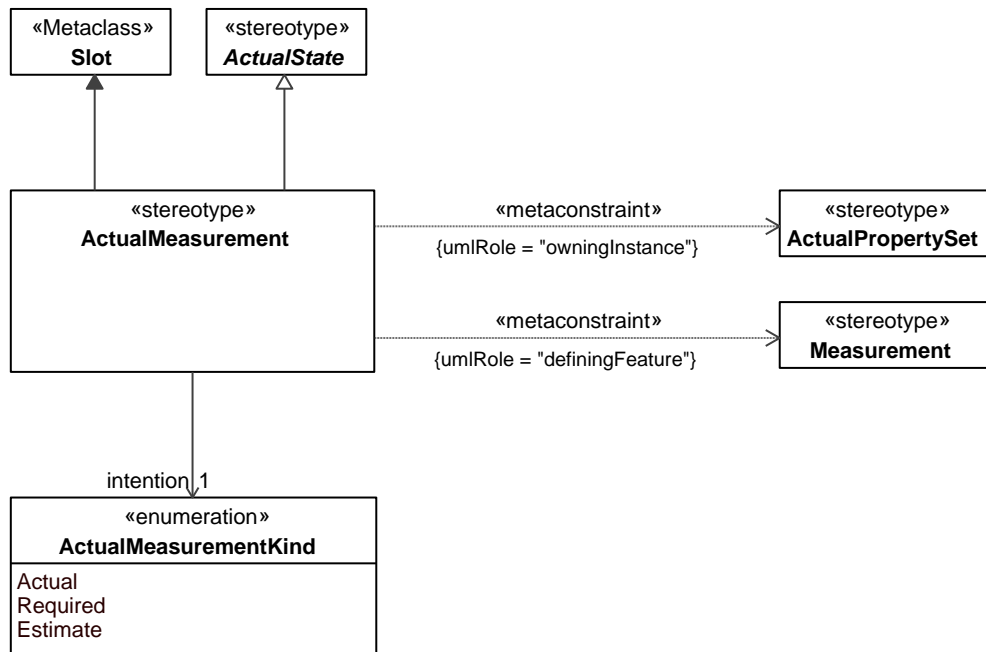 «Metaclass»
Slot
«stereotype»
ActualState
«stereotype»
ActualMeasurement
«metaconstraint»
{umlRole = "owningInstance"}
«stereotype»
ActualPropertySet
«metaconstraint»
{umlRole = "definingFeature"}
«stereotype»
Measurement
intention 1
«enumeration»
ActualMeasurementKind
Actual
Required
Estimate